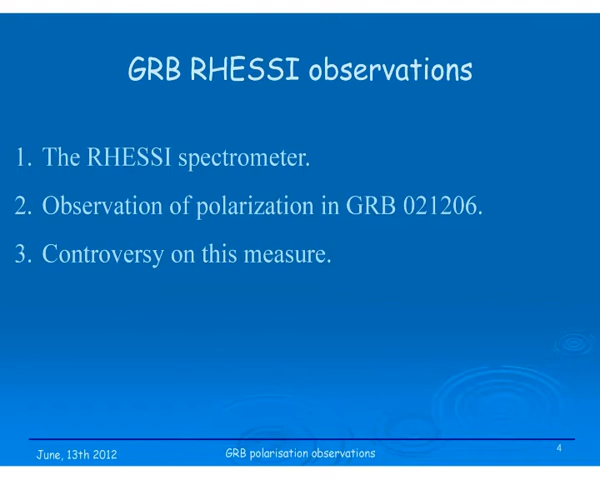 GRB RHESSI observations
1. The RHESSI spectrometer.
2. Observation of polarization in GRB 021206.
3. Controversy on this measure.
June, 13th 2012
GRB polarisation observations
4